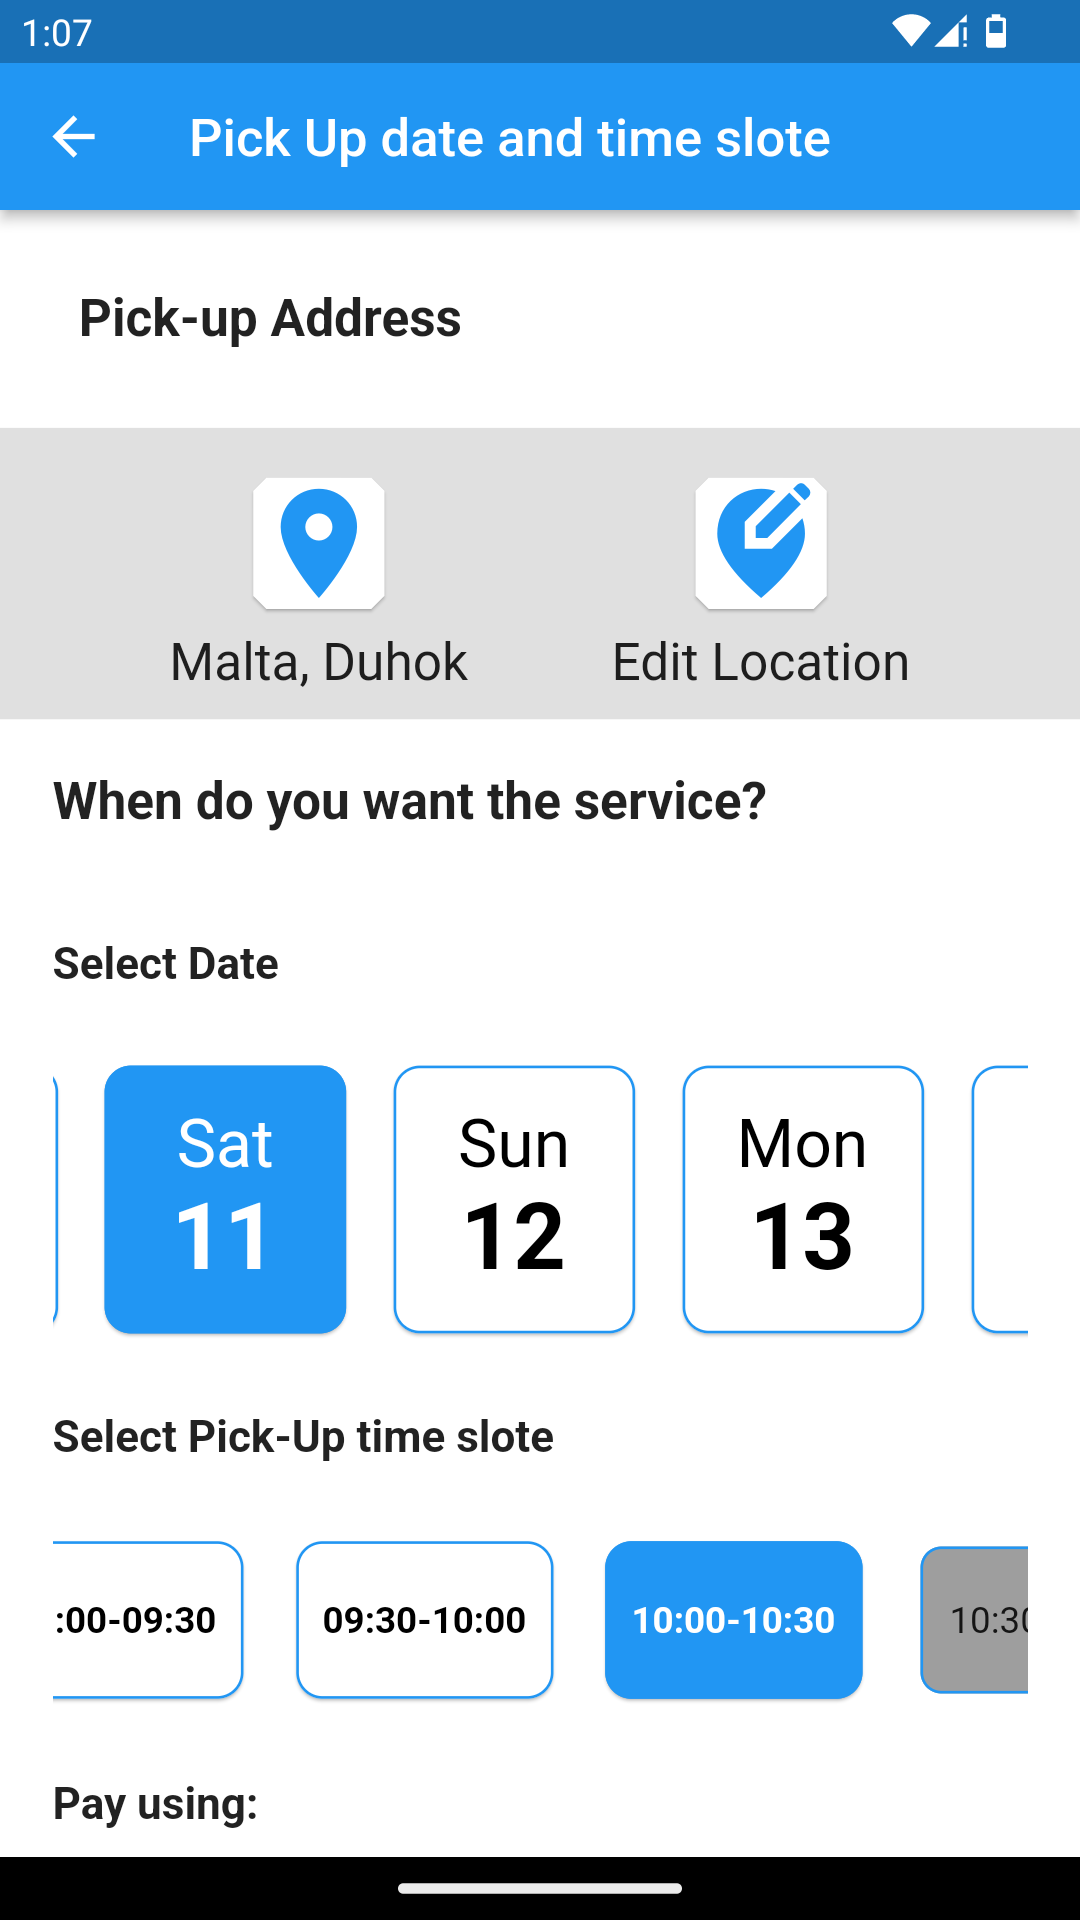 1:07
Pick Up date and time slote
Pick-up Address
Malta, Duhok
Edit Location
When do you want the service?
Select Date
Sat
11
Sun
12
Mon
13
Select Pick-Up time slote
:00-09:30
09:30-10:00
10:00-10:30
10:30
Pay using: